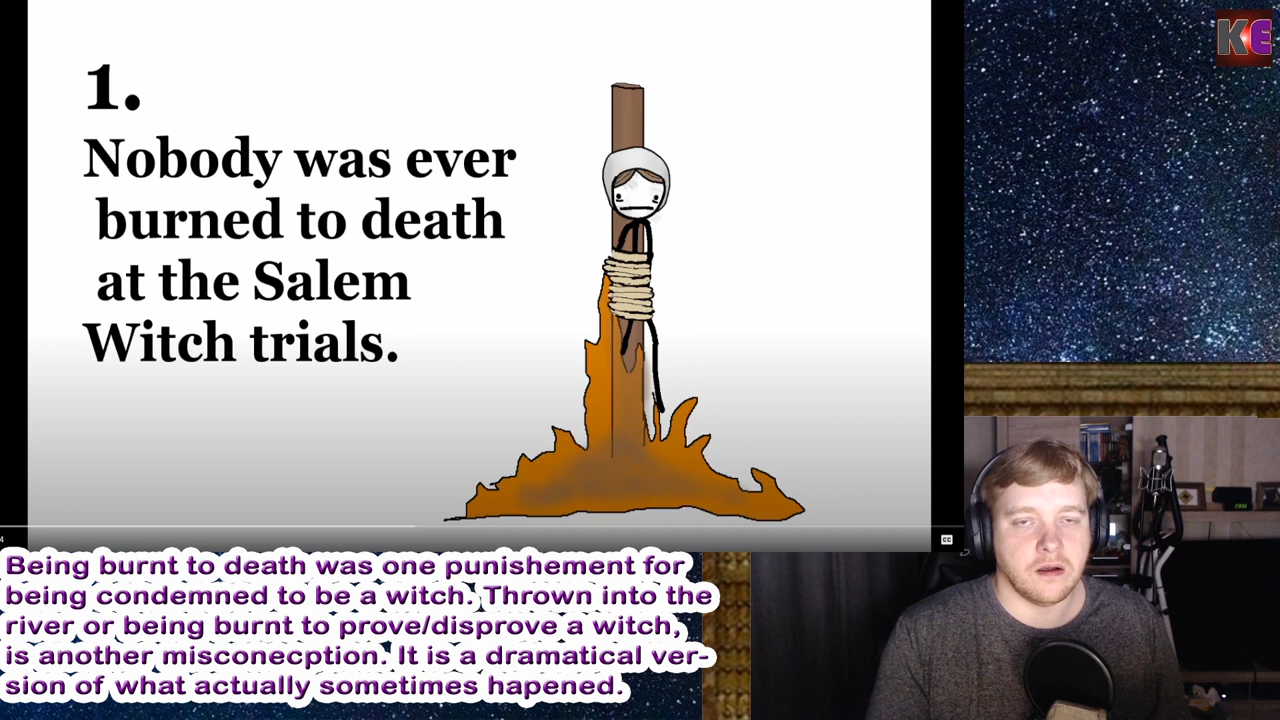 KE
1.
Nobody was ever
burned to death
at the Salem
Witch trials.
4
CC
Being burnt to death was one punishement for
being condemned to be a witch. Thrown into the
river or being burnt to prove/disprove a witch,
is another misconecption. It is a dramatical ver-
sion of what actually sometimes hapened.